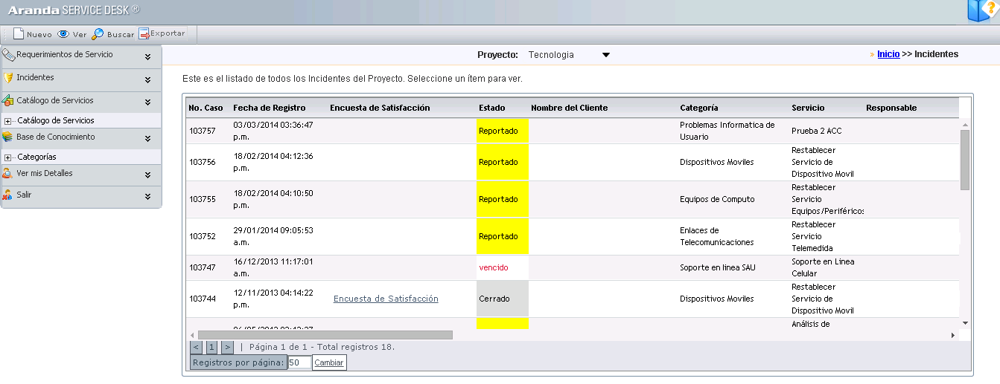 Aranda SERVICE DESK ®
Nuevo Ver Buscar Exportar
Requerimientos de Servicio
Incidentes
Catálogo de Servicios
Catálogo de Servicios
Base de Conocimiento
Categorías
Ver mis Detalles
Salir
Proyecto: Tecnologia
» Inicio >> Incidentes
Este es el listado de todos los Incidentes del Proyecto. Seleccione un ítem para ver.
No. Caso Fecha de Registro Encuesta de Satisfacción Estado Nombre del Cliente Categoría Servicio Responsable
103757 03/03/2014 03:36:47 p.m. Reportado Problemas Informatica de Usuario Prueba 2 ACC
103756 18/02/2014 04:12:36 p.m. Reportado Dispositivos Moviles Restablecer Servicio de Dispositivo Movil
103755 18/02/2014 04:10:50 p.m. Reportado Equipos de Computo Restablecer Servicio Equipos/Periféricos
103752 29/01/2014 09:05:53 a.m. Reportado Enlaces de Telecomunicaciones Restablecer Servicio Telemedida
103747 16/12/2013 11:17:01 a.m. vencido Soporte en linea SAU Soporte en Linea Celular
103744 12/11/2013 04:14:22 p.m. Encuesta de Satisfacción Cerrado Dispositivos Moviles Restablecer Servicio de Dispositivo Movil
Análisis de
< 1 > | Página 1 de 1 - Total registros 18.
Registros por página: 50 Cambiar